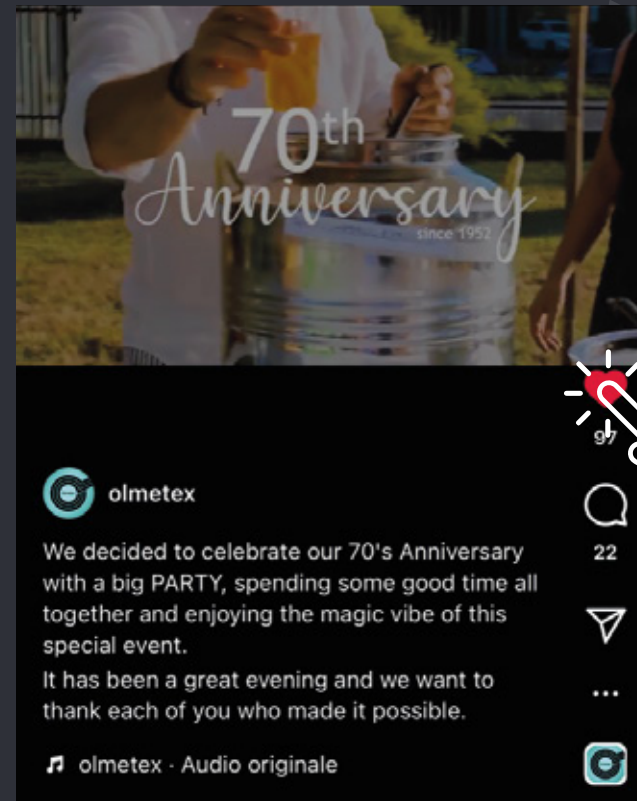 70th
Anniversary
since 1952
97
olmetex
22
We decided to celebrate our 70's Anniversary
with a big PARTY, spending some good time all
together and enjoying the magic vibe of this
special event.
It has been a great evening and we want to
thank each of you who made it possible.
olmetex · Audio originale